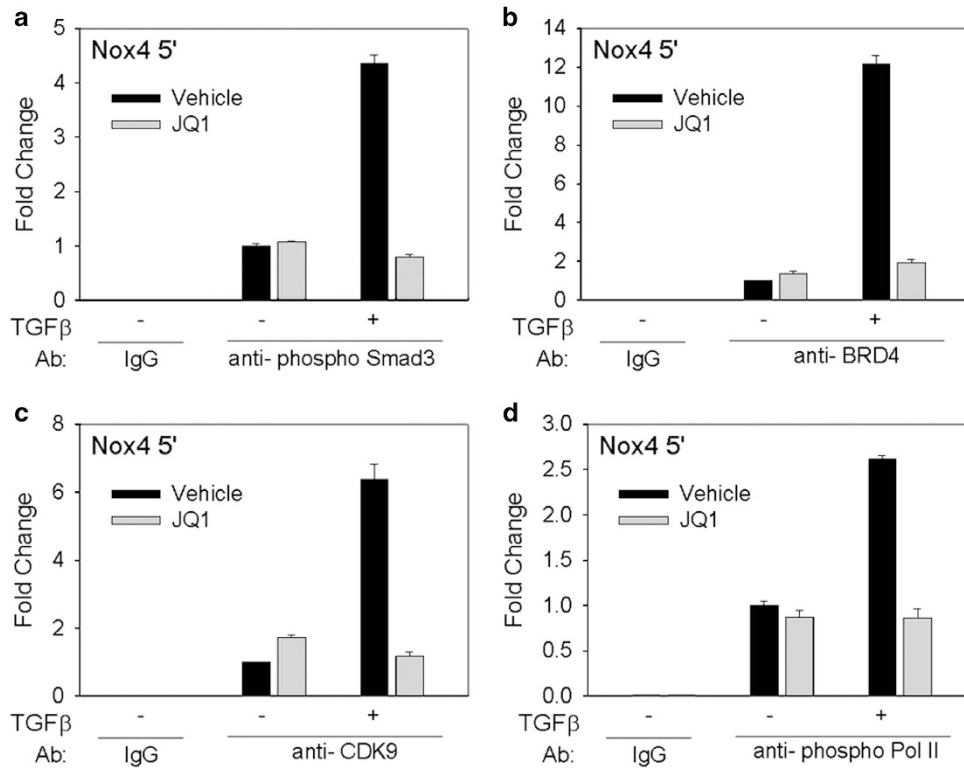 a
Nox4 5'
Vehicle
JQ1
Fold Change
5
4
3
2
1
0
TGFβ - - +
Ab: IgG anti- phospho Smad3
b
Nox4 5'
Vehicle
JQ1
Fold Change
14
12
10
8
6
4
2
0
TGFβ - - +
Ab: IgG anti- BRD4
c
Nox4 5'
Vehicle
JQ1
Fold Change
8
6
4
2
0
TGFβ - - +
Ab: IgG anti- CDK9
d
Nox4 5'
Vehicle
JQ1
Fold Change
3.0
2.5
2.0
1.5
1.0
0.5
0.0
TGFβ - - +
Ab: IgG anti- phospho Pol II